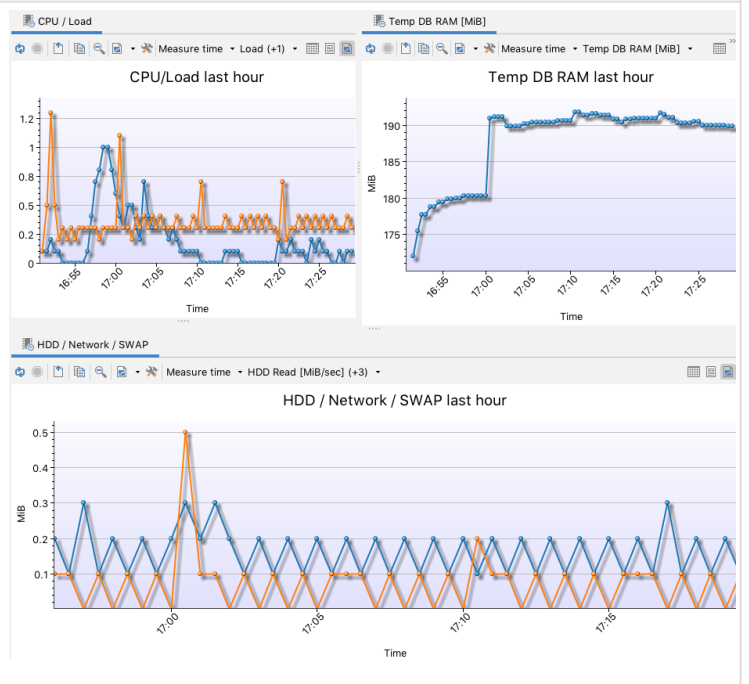 CPU / Load
Measure time Load (+1)
CPU/Load last hour
1.2
1
0.8
0.5
0.2
0
16:55 17:00 17:05 17:10 17:15 17:20 17:25
Time
Temp DB RAM [MiB]
Measure time Temp DB RAM [MiB] »
Temp DB RAM last hour
MiB
190
185
180
175
16:55 17:00 17:05 17:10 17:15 17:20 17:25
Time
HDD / Network / SWAP
Measure time HDD Read [MiB/sec] (+3)
HDD / Network / SWAP last hour
MiB
0.5
0.4
0.3
0.2
0.1
17:00 17:05 17:10 17:15
Time